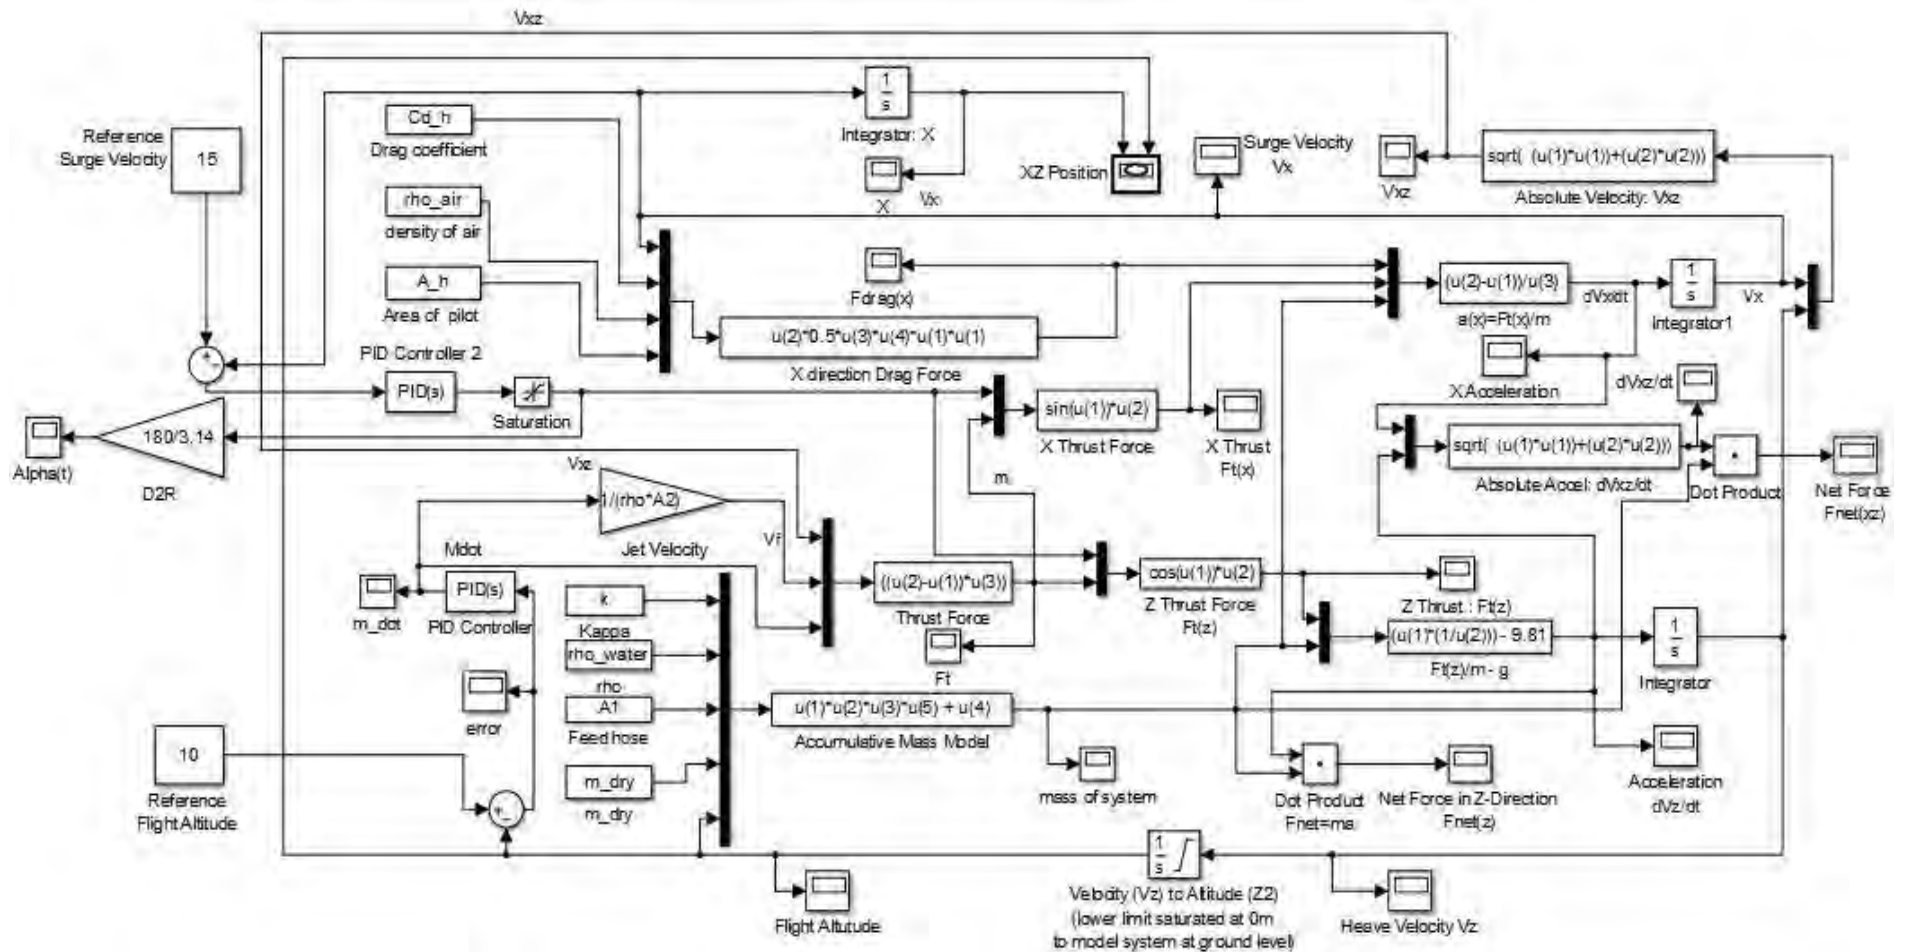 Vxz
Reference
Surge Velocity
15
Cd_h
Drag coefficient
rho_air
density of air
A_h
Area of pilot
1
s
Integrator: X
X
Vx
XZ Position
Surge Velocity
Vx
Vxz
sqrt( (u(1)*u(1))+(u(2)*u(2)))
Absolute Velocity: Vxz
Fdrag(x)
u(2)*0.5*u(3)*u(4)*u(1)*u(1)
X direction Drag Force
(u(2)-u(1))/u(3)
a(x)=Ft(x)/m
dVx/dt
1
s
Integrator1
Vx
X Acceleration
dVxz/dt
+
-
PID Controller 2
PID(s)
Saturation
180/3.14
D2R
Alpha(t)
sin(u(1))*u(2)
X Thrust Force
X Thrust
Ft(x)
sqrt( (u(1)*u(1))+(u(2)*u(2)))
Absolute Accel: dVxz/dt
Dot Product
Net Force
Fnet(xz)
Vxz
1/(rho*A2)
Jet Velocity
Vf
m
Mdot
m_dot
PID(s)
PID Controller
k
Kappa
rho_water
rho
A1
Feed hose
m_dry
m_dry
((u(2)-u(1))*u(3))
Thrust Force
Ft
cos(u(1))*u(2)
Z Thrust Force
Ft(z)
Z Thrust : Ft(z)
(u(1)*(1/u(2))) - 9.81
Ft(z)/m - g
1
s
Integrator
error
10
Reference
Flight Altitude
+
-
u(1)*u(2)*u(3)*u(5) + u(4)
Accumulative Mass Model
mass of system
Dot Product
Fnet=ma
Net Force in Z-Direction
Fnet(z)
Acceleration
dVz/dt
Flight Altutude
1
s
Velocity (Vz) to Altitude (Z2)
(lower limit saturated at 0m
to model system at ground level)
Heave Velocity Vz